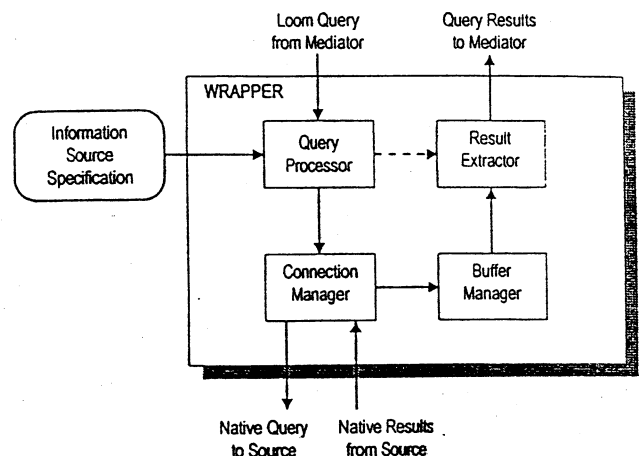 Loom Query
from Mediator
Query Results
to Mediator
WRAPPER
Information
Source
Specification
Query
Processor
Result
Extractor
Connection
Manager
Buffer
Manager
Native Query
to Source
Native Results
from Source